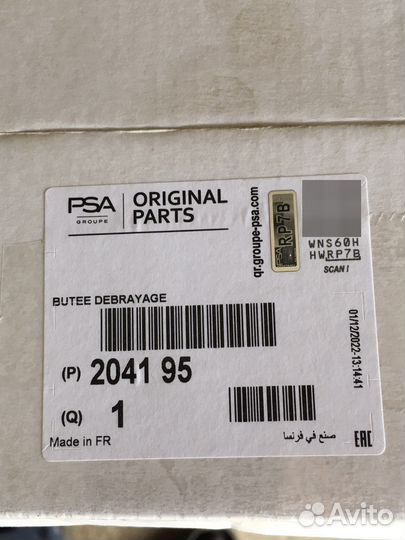 PSA
GROUPE
ORIGINAL
PARTS
qr.groupe-psa.com
RP7B
WNS60H
HWRP7B
SCAN!
BUTEE DEBRAYAGE
01/12/2022-13:14:41
(P) 2041 95
(Q) 1
Made in FR
صنع في فرنسا
EAC
Avito